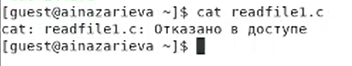 [guest@ainazarieva ~]$ cat readfile1.c
cat: readfile1.c: Отказано в доступе
[guest@ainazarieva ~]$